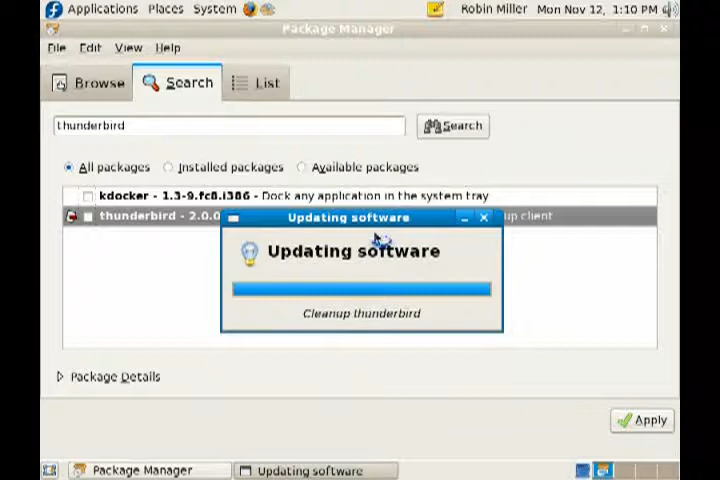 Applications Places System Robin Miller Mon Nov 12, 1:10 PM
Package Manager
File Edit View Help
Browse Search List
thunderbird Search
All packages Installed packages Available packages
kdocker - 1.3-9.fc8.i386 - Dock any application in the system tray
thunderbird - 2.0.0 up client
Updating software
Updating software
Cleanup thunderbird
Package Details
Apply
Package Manager Updating software